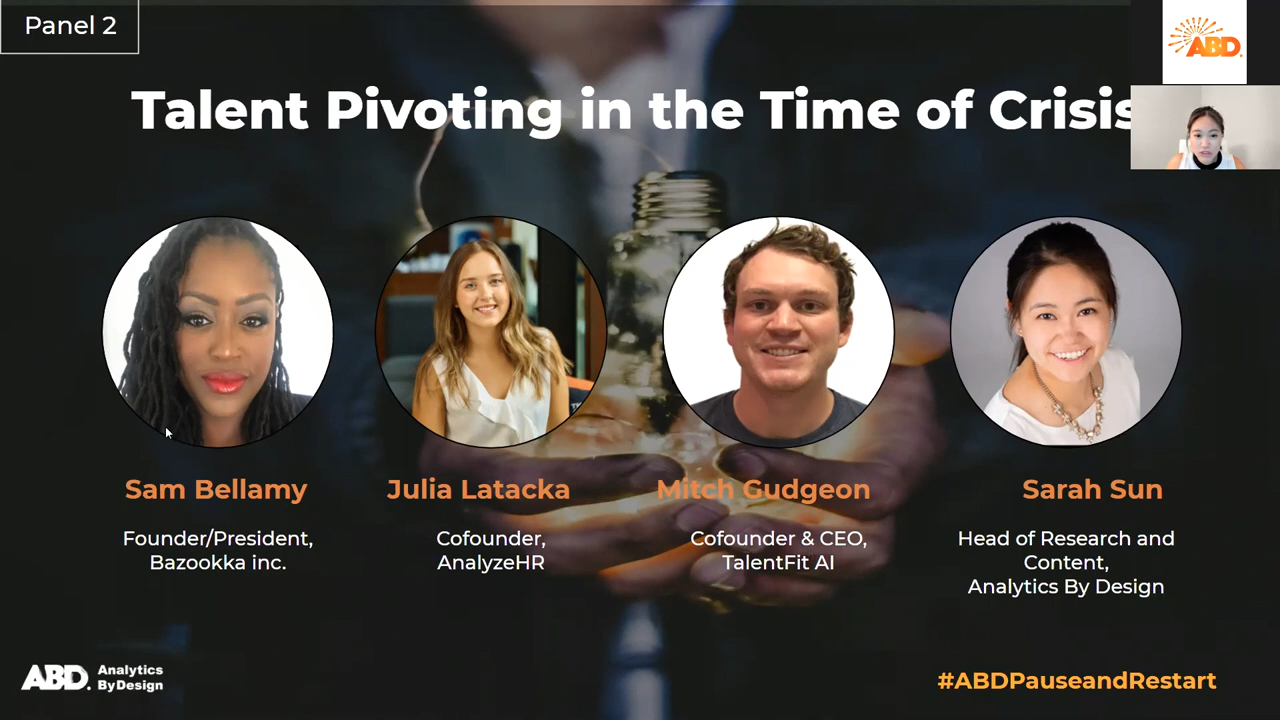 Panel 2
ABD.
Talent Pivoting in the Time of Crisis
Sam Bellamy
Founder/President,
Bazookka inc.
Julia Latacka
Cofounder,
AnalyzeHR
Mitch Gudgeon
Cofounder & CEO,
TalentFit AI
Sarah Sun
Head of Research and
Content,
Analytics By Design
ABD. Analytics
ByDesign
#ABDPauseandRestart